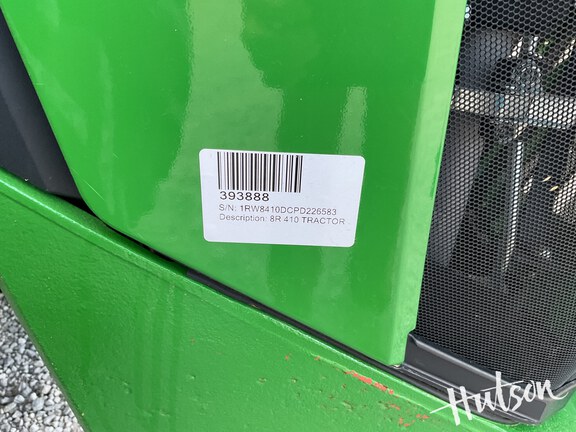 393888
S/N: 1RW8410DCPD226583
Description: 8R 410 TRACTOR
Hutson